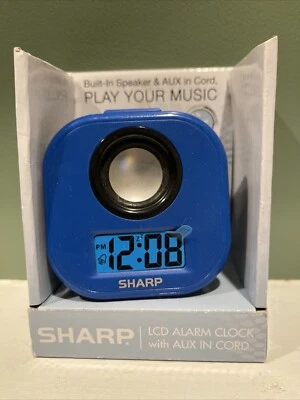 Built-In Speaker & AUX in Cord.
PLAY YOUR MUSIC
PM
Z
12:08
SHARP
SHARP
LCD ALARM CLOCK
with AUX IN CORD